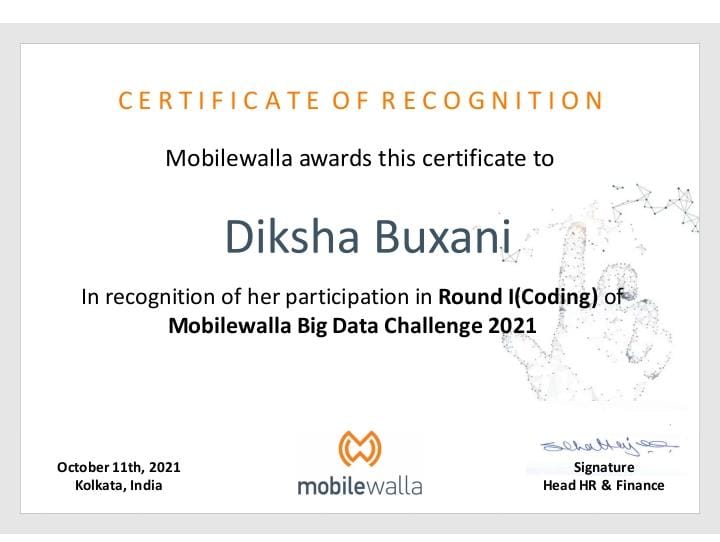 CERTIFICATE OF RECOGNITION
Mobilewalla awards this certificate to
Diksha Buxani
In recognition of her participation in Round I(Coding) of
Mobilewalla Big Data Challenge 2021
October 11th, 2021
Kolkata, India
mobilewalla
Signature
Head HR & Finance